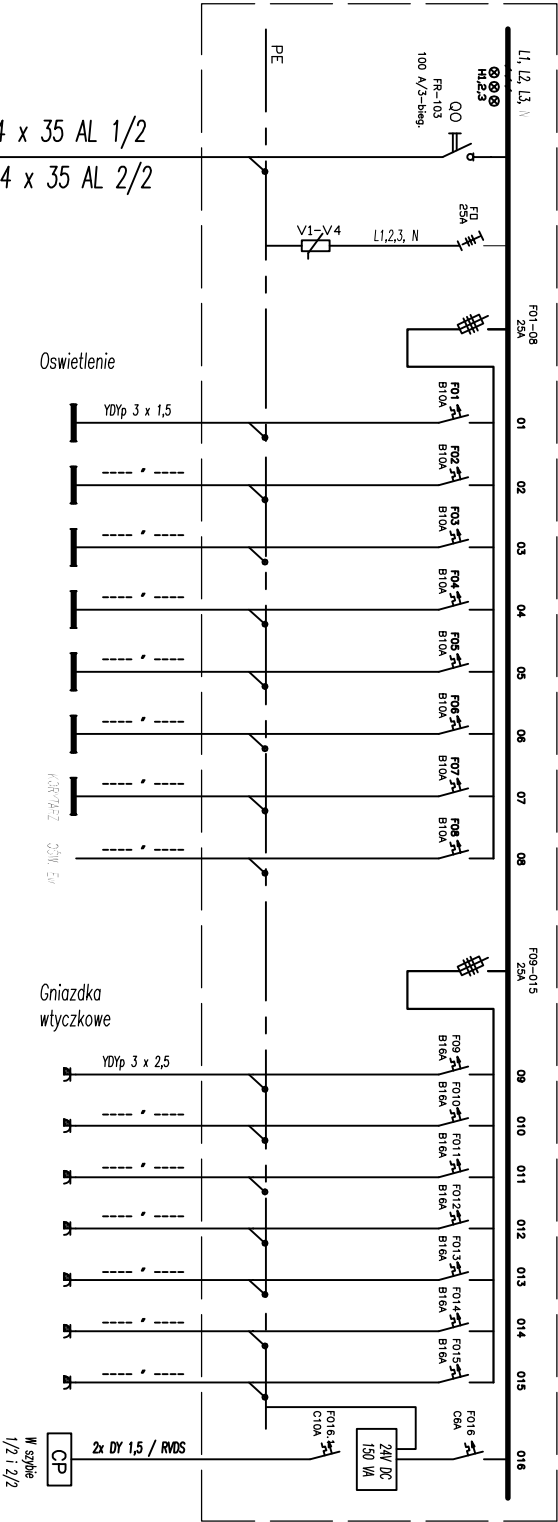 L1, L2, L3, N
H1,2,3
PE
QO
FR-103
100 A/3-bieg.
4 x 35 AL 1/2
4 x 35 AL 2/2
FD
25A
L1,2,3, N
V1-V4
F01-08
25A
Oswietlenie
F01
B10A
01
YDYp 3 x 1,5
F02
B10A
02
---- " ----
F03
B10A
03
---- " ----
F04
B10A
04
---- " ----
F05
B10A
05
---- " ----
F06
B10A
06
---- " ----
F07
B10A
07
---- " ----
KORYTARZ
F08
B10A
08
---- " ----
F09-015
25A
Gniazdka
wtyczkowe
F09
B16A
09
YDYp 3 x 2,5
F010
B16A
010
---- " ----
F011
B16A
011
---- " ----
F012
B16A
012
---- " ----
F013
B16A
013
---- " ----
F014
B16A
014
---- " ----
F015
B16A
015
---- " ----
F016
C6A
016
24V DC
150 VA
F016.1
C10A
2x DY 1,5 / RVDS
CP
W szybie
1/2 i 2/2